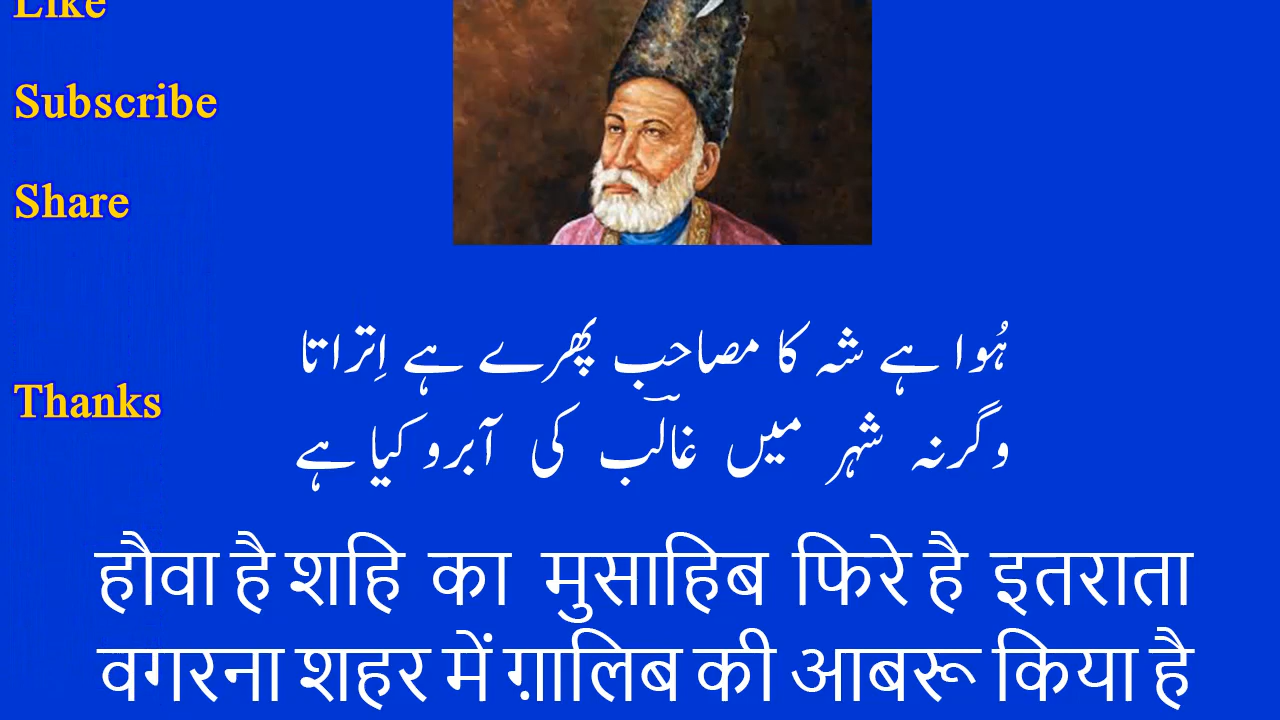 Like
Subscribe
Share
Thanks
ہُوا ہے شہ کا مصاحب پھرے ہے اِتراتا
وگرنہ شہر میں غالؔب کی آبرو کیا ہے
हौवा है शहि का मुसाहिब फिरे है इतराता
वगरना शहर में ग़ालिब की आबरू किया है